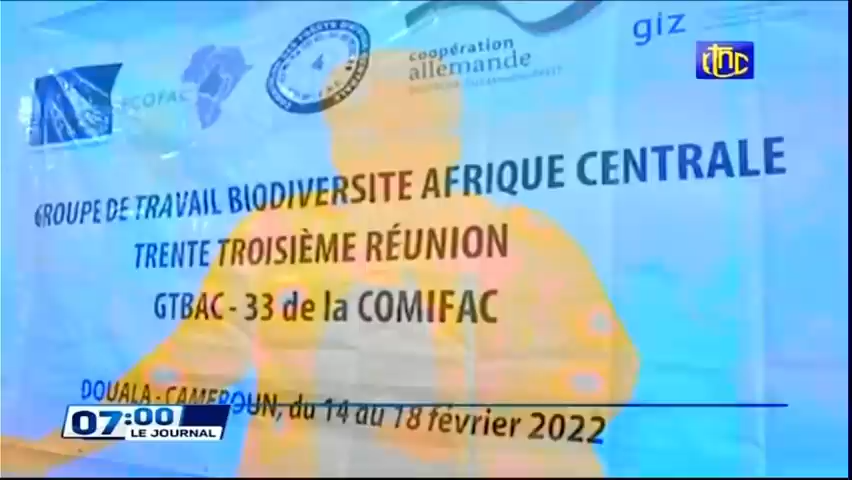 giz
coopération
allemande
ECOFAC
GROUPE DE TRAVAIL BIODIVERSITE AFRIQUE CENTRALE
TRENTE TROISIÈME RÉUNION
GTBAC - 33 de la COMIFAC
DOUALA - CAMEROUN, du 14 au 18 février 2022
07:00
LE JOURNAL